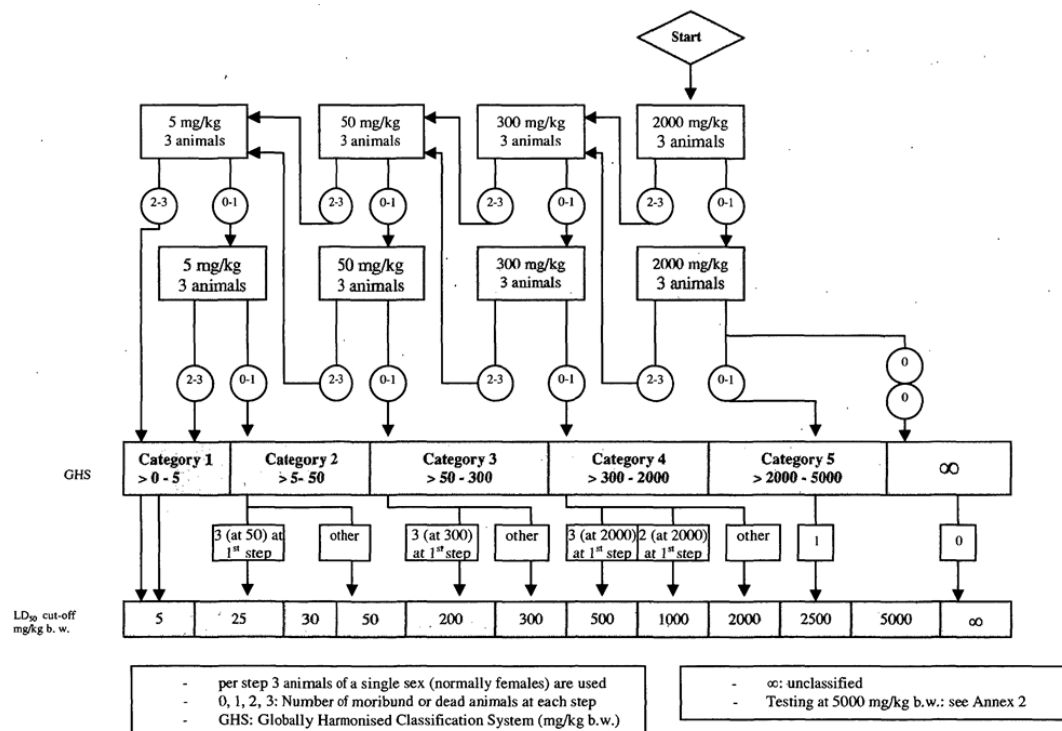 Start
5 mg/kg
3 animals
50 mg/kg
3 animals
300 mg/kg
3 animals
2000 mg/kg
3 animals
2-3
0-1
2-3
0-1
2-3
0-1
2-3
0-1
5 mg/kg
3 animals
50 mg/kg
3 animals
300 mg/kg
3 animals
2000 mg/kg
3 animals
0
2-3
0-1
2-3
0-1
2-3
0-1
2-3
0-1
0
GHS
Category 1
> 0 - 5
Category 2
> 5- 50
Category 3
> 50 - 300
Category 4
> 300 - 2000
Category 5
> 2000 - 5000
∞
3 (at 50) at
1st step
other
3 (at 300)
at 1st step
other
3 (at 2000)
at 1st step
2 (at 2000)
at 1st step
other
1
0
LD50 cut-off
mg/kg b. w.
5
25
30
50
200
300
500
1000
2000
2500
5000
∞
- per step 3 animals of a single sex (normally females) are used
- 0, 1, 2, 3: Number of moribund or dead animals at each step
- GHS: Globally Harmonised Classification System (mg/kg b.w.)
- ∞: unclassified
- Testing at 5000 mg/kg b.w.: see Annex 2